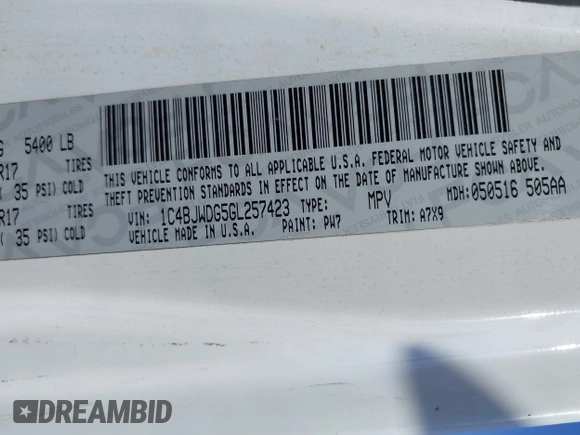 G 5400 LB
R17 TIRES
( 35 PSI) COLD
R17 TIRES
( 35 PSI) COLD
THIS VEHICLE CONFORMS TO ALL APPLICABLE U.S.A. FEDERAL MOTOR VEHICLE SAFETY AND
THEFT PREVENTION STANDARDS IN EFFECT ON THE DATE OF MANUFACTURE SHOWN ABOVE.
VIN: 1C4BJWDG5GL257423 TYPE: MPV MDH: 050516 505AA
VEHICLE MADE IN U.S.A. PAINT: PW7 TRIM: A7X9
DREAMBID